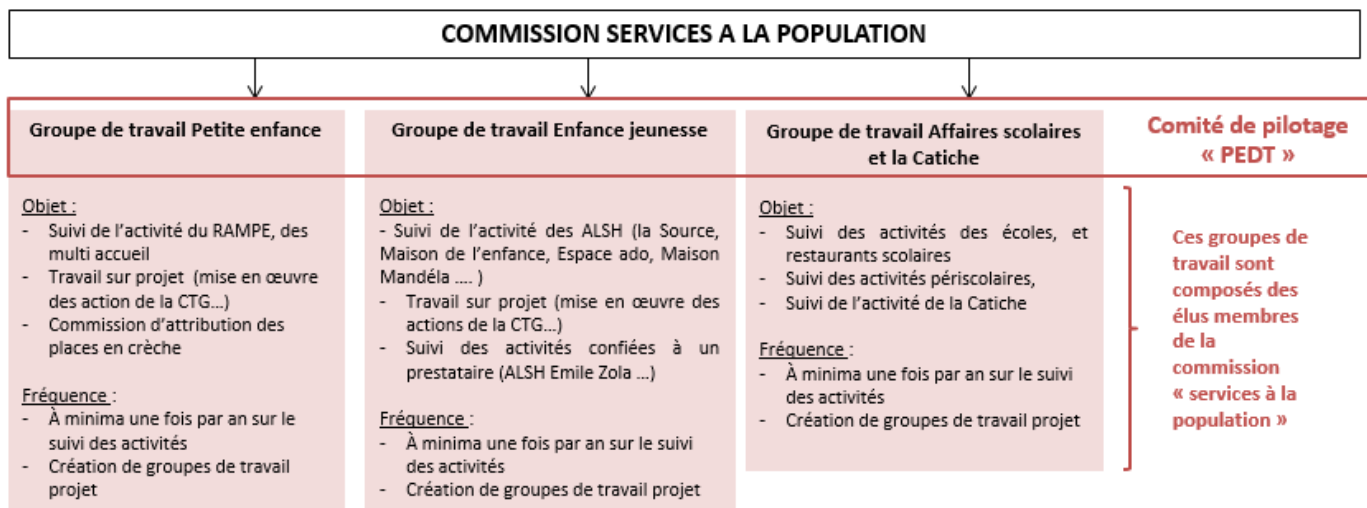 COMMISSION SERVICES A LA POPULATION
Groupe de travail Petite enfance
Objet :
- Suivi de l'activité du RAMPE, des
multi accueil
- Travail sur projet (mise en œuvre
des action de la CTG…)
- Commission d'attribution des
places en crèche
Fréquence :
- À minima une fois par an sur le
suivi des activités
- Création de groupes de travail
projet
Groupe de travail Enfance jeunesse
Objet :
- Suivi de l'activité des ALSH (la Source,
Maison de l'enfance, Espace ado, Maison
Mandéla …. )
- Travail sur projet (mise en œuvre des
actions de la CTG…)
- Suivi des activités confiées à un
prestataire (ALSH Emile Zola …)
Fréquence :
- À minima une fois par an sur le suivi
des activités
- Création de groupes de travail projet
Groupe de travail Affaires scolaires
et la Catiche
Objet :
- Suivi des activités des écoles, et
restaurants scolaires
- Suivi des activités périscolaires,
- Suivi de l'activité de la Catiche
Fréquence :
- À minima une fois par an sur le suivi
des activités
- Création de groupes de travail projet
Comité de pilotage
« PEDT »
Ces groupes de
travail sont
composés des
élus membres
de la
commission
« services à la
population »